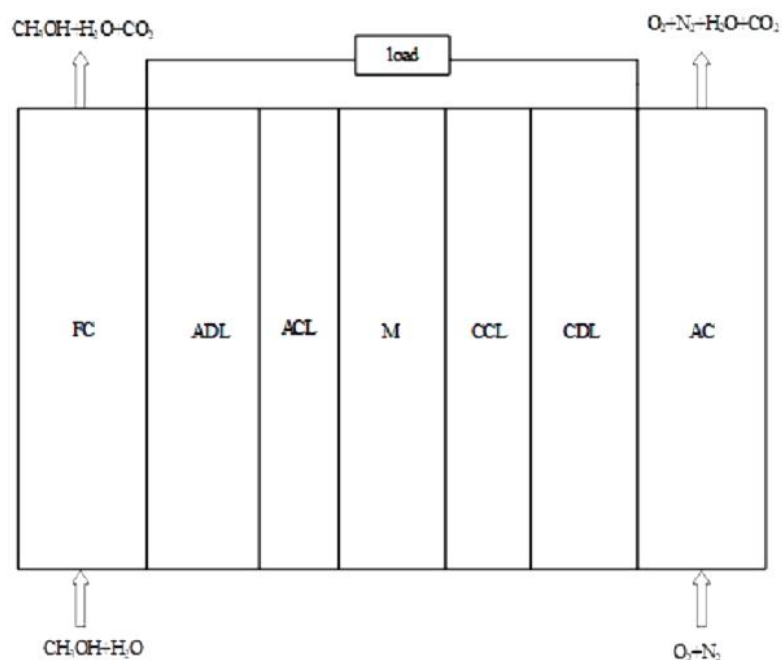 CH₃OH+H₂O+CO₂
O₂+N₂+H₂O+CO₂
load
FC
ADL
ACL
M
CCL
CDL
AC
CH₃OH+H₂O
O₂+N₂